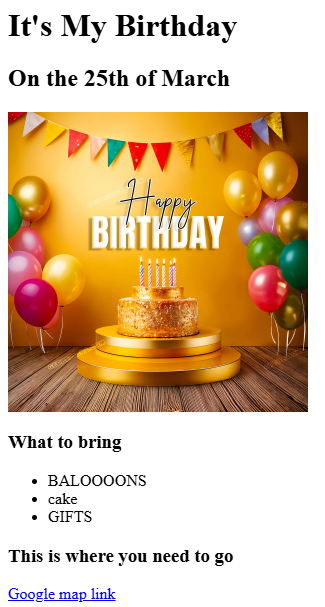 It's My Birthday
On the 25th of March
Happy
BIRTHDAY
What to bring
BALOOOONS
cake
GIFTS
This is where you need to go
Google map link